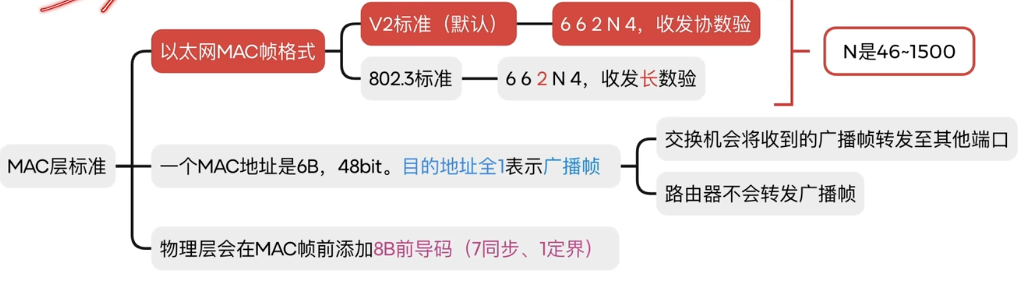 MAC层标准
以太网MAC帧格式
V2标准（默认）
6 6 2 N 4，收发协数验
802.3标准
6 6 2 N 4，收发长数验
N是46~1500
一个MAC地址是6B，48bit。目的地址全1表示广播帧
交换机会将收到的广播帧转发至其他端口
路由器不会转发广播帧
物理层会在MAC帧前添加8B前导码（7同步、1定界）